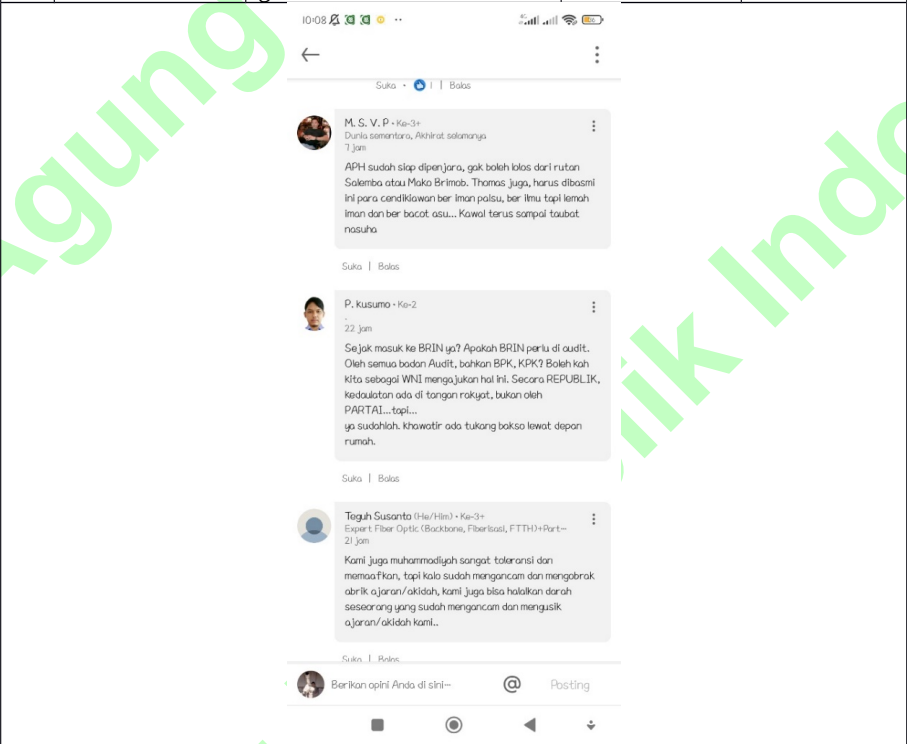 10:08
Suka • 1 | Balas
M. S. V. P • Ke-3+
Dunia sementara, Akhirat selamanya
7 jam
APH sudah siap dipenjara, gak boleh lolos dari rutan
Salemba atau Mako Brimob. Thomas juga, harus dibasmi
ini para cendikiawan ber iman palsu, ber ilmu tapi lemah
iman dan ber bacot asu... Kawal terus sampai taubat
nasuha
Suka | Balas
P. kusumo • Ke-2
.
22 jam
Sejak masuk ke BRIN ya? Apakah BRIN perlu di audit.
Oleh semua badan Audit, bahkan BPK, KPK? Boleh kah
kita sebagai WNI mengajukan hal ini. Secara REPUBLIK,
kedaulatan ada di tangan rakyat, bukan oleh
PARTAI...tapi...
ya sudahlah. khawatir ada tukang bakso lewat depan
rumah.
Suka | Balas
Teguh Susanto (He/Him) • Ke-3+
Expert Fiber Optic (Backbone, Fiberisasi, FTTH)+Part...
21 jam
Kami juga muhammadiyah sangat toleransi dan
memaafkan, tapi kalo sudah mengancam dan mengobrak
abrik ajaran/akidah, kami juga bisa halalkan darah
seseorang yang sudah mengancam dan mengusik
ajaran/akidah kami..
Suka | Balas
Berikan opini Anda di sini... @ Posting
Agung
Indo